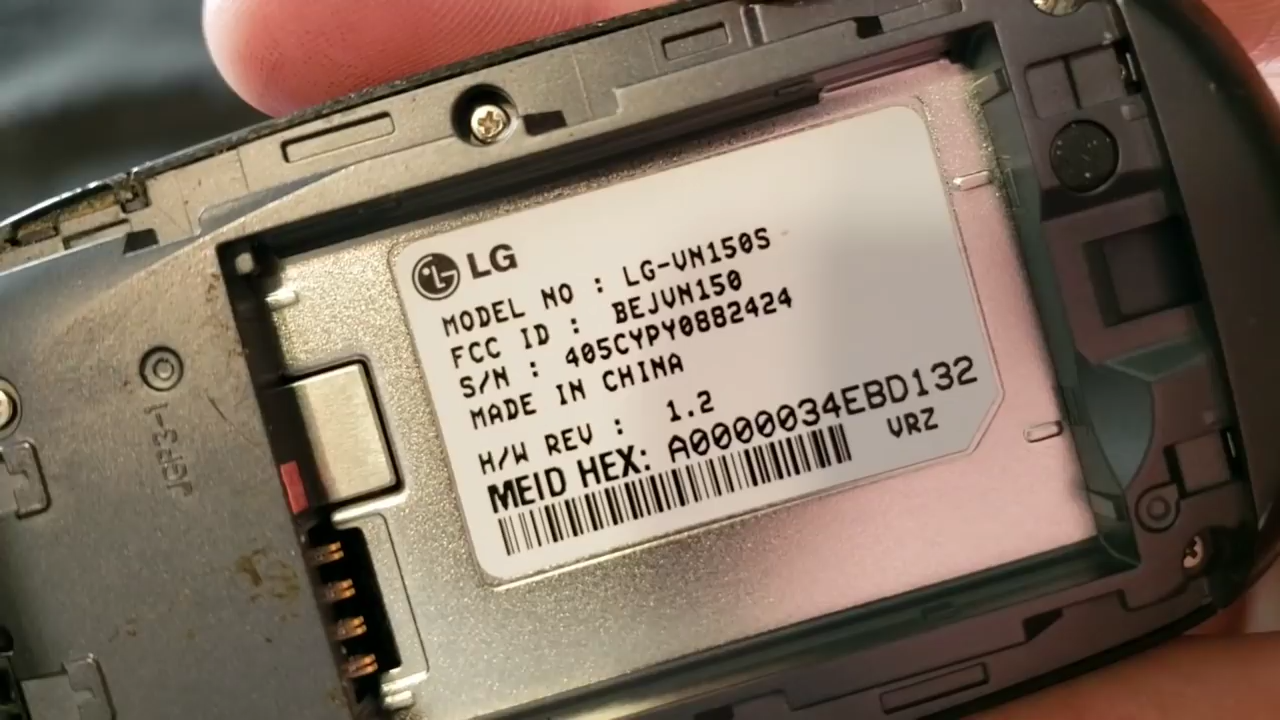 LG
MODEL NO : LG-VN150S
FCC ID : BEJVN150
S/N : 405CYPY0882424
MADE IN CHINA
H/W REV : 1.2
MEID HEX: A0000034EBD132
VRZ